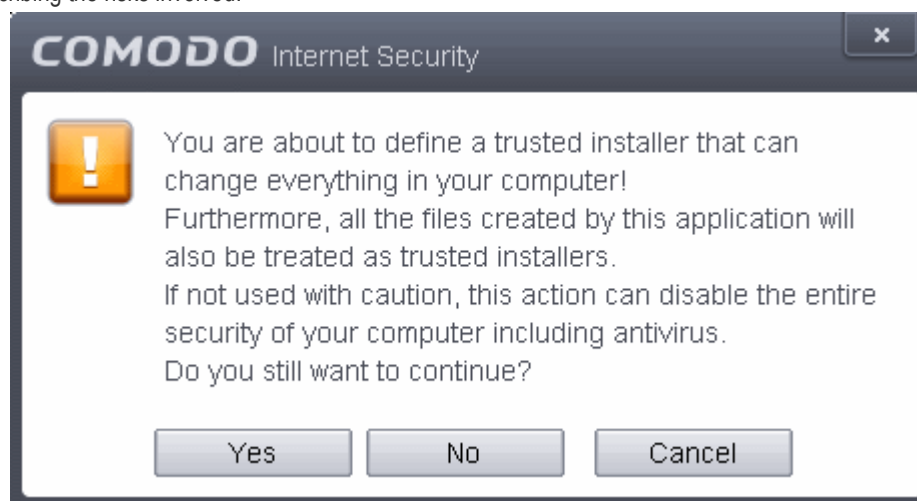 COMODO Internet Security
x
You are about to define a trusted installer that can
change everything in your computer!
Furthermore, all the files created by this application will
also be treated as trusted installers.
If not used with caution, this action can disable the entire
security of your computer including antivirus.
Do you still want to continue?
Yes No Cancel